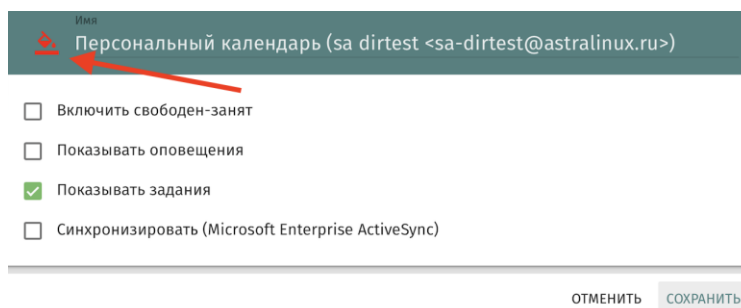 Имя
Персональный календарь (sa dirtest <sa-dirtest@astralinux.ru>)
Включить свободен-занят
Показывать оповещения
Показывать задания
Синхронизировать (Microsoft Enterprise ActiveSync)
ОТМЕНИТЬ СОХРАНИТЬ